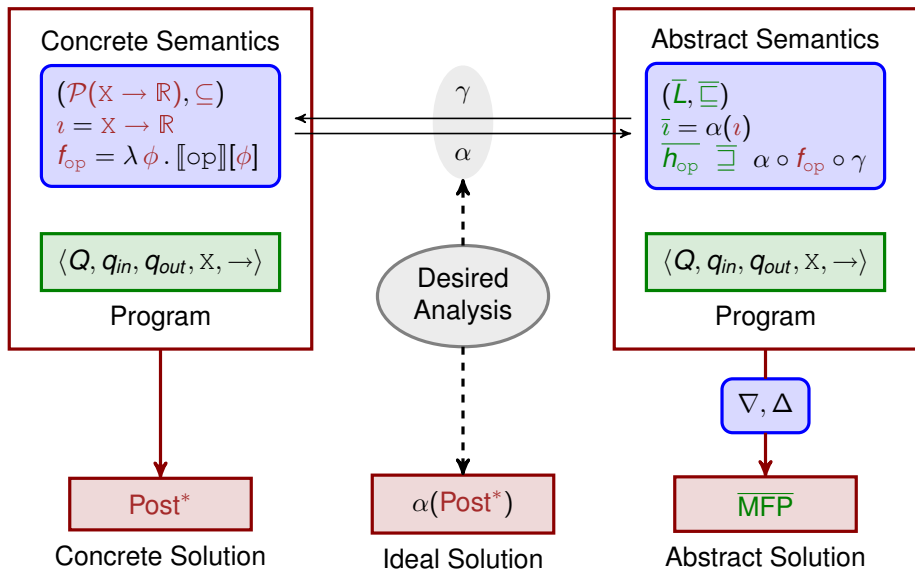 Concrete Semantics
(𝒫(X → ℝ), ⊆)
ı = X → ℝ
f_op = λ ϕ . ⟦op⟧[ϕ]
⟨Q, q_in, q_out, X, →⟩
Program
γ
α
Desired
Analysis
Abstract Semantics
(L̅, ⊑̅)
ı̅ = α(ı)
h̅_op̅ ⊒̅ α ∘ f_op ∘ γ
⟨Q, q_in, q_out, X, →⟩
Program
∇, Δ
Post*
Concrete Solution
α(Post*)
Ideal Solution
M̅F̅P̅
Abstract Solution